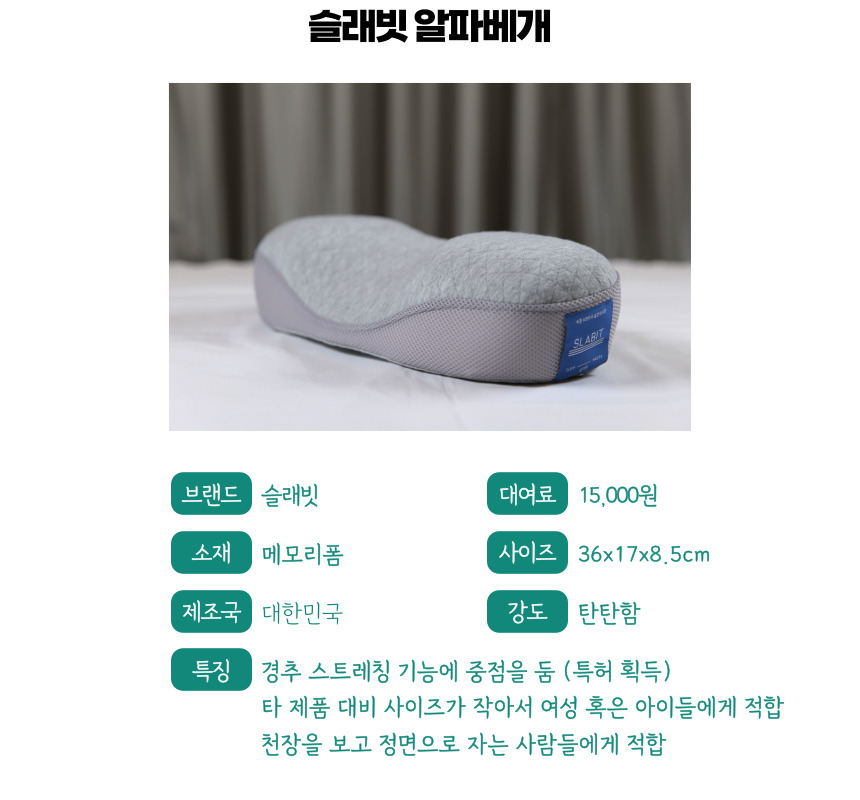 슬래빗 알파베개
SLABIT
브랜드 슬래빗 대여료 15,000원
소재 메모리폼 사이즈 36x17x8.5cm
제조국 대한민국 강도 탄탄함
특징 경추 스트레칭 기능에 중점을 둠 (특허 획득)
타 제품 대비 사이즈가 작아서 여성 혹은 아이들에게 적합
천장을 보고 정면으로 자는 사람들에게 적합